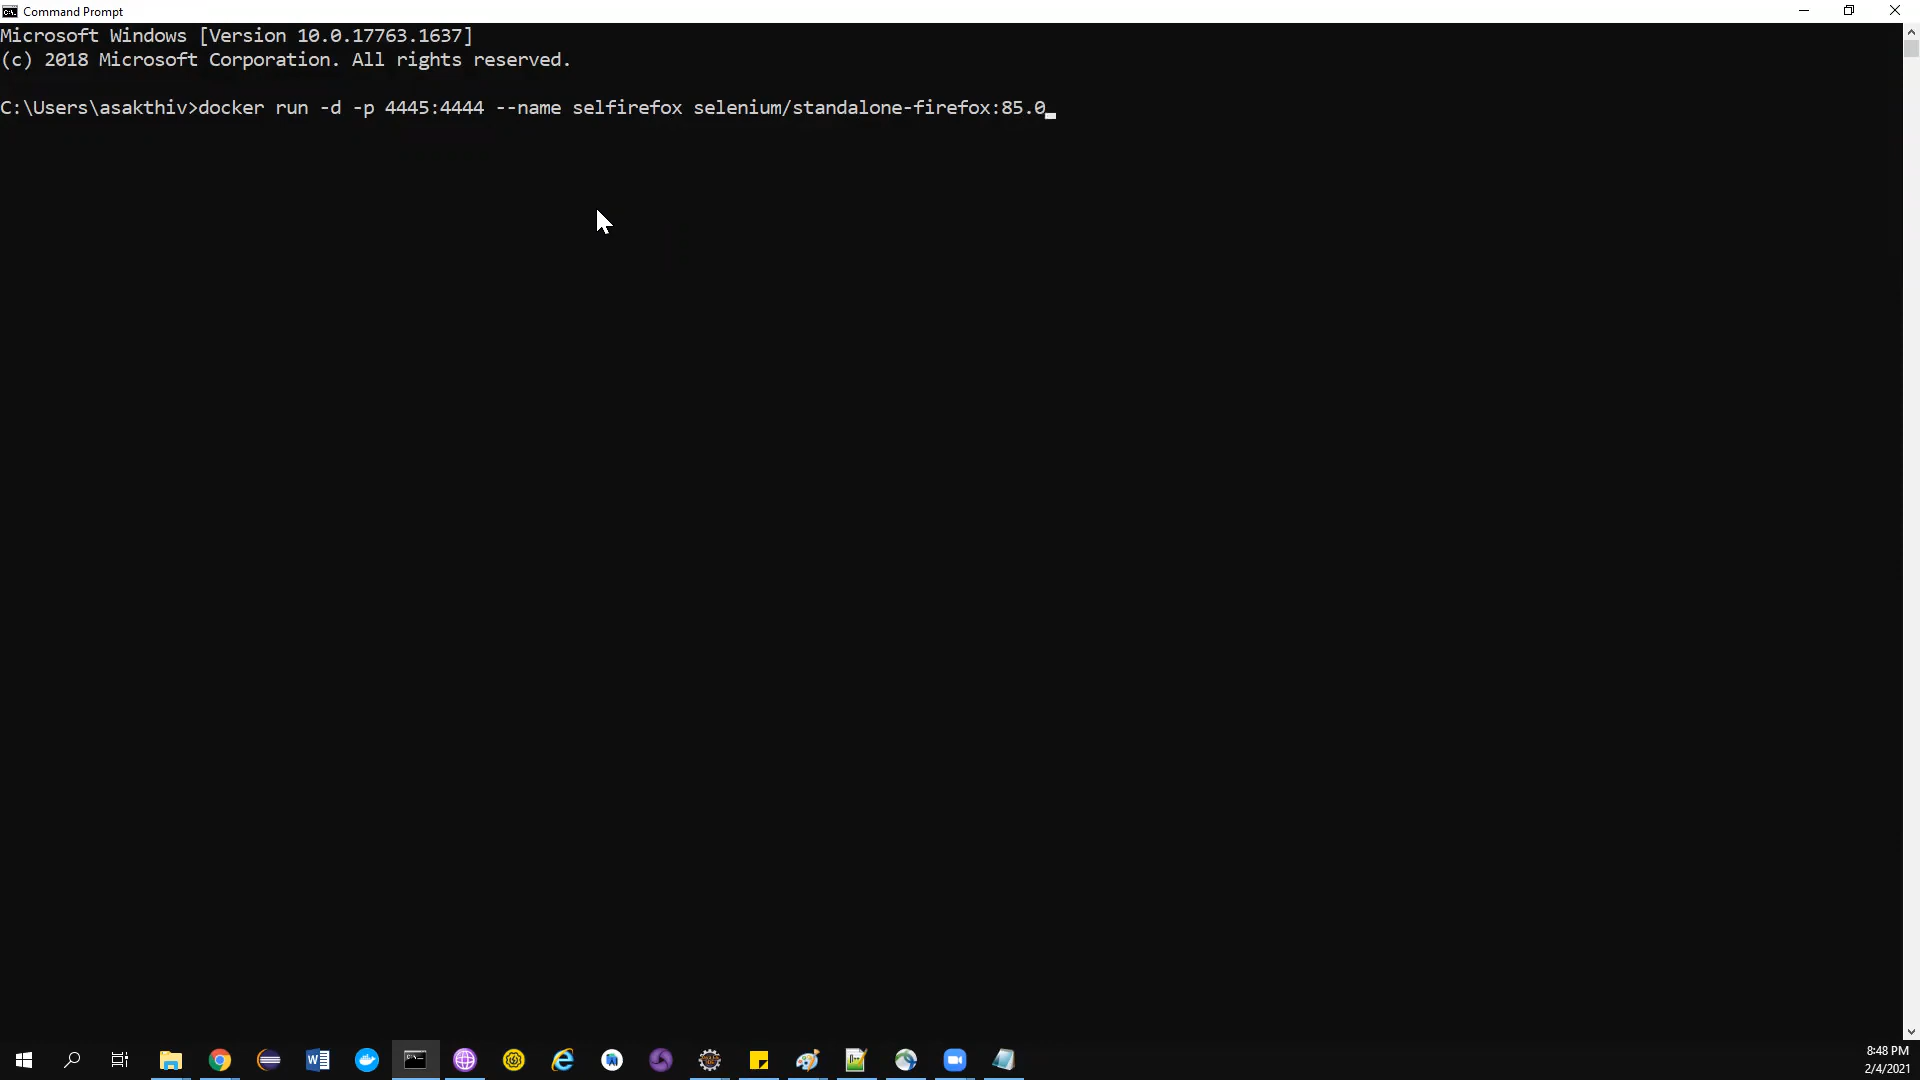 Command Prompt
Microsoft Windows [Version 10.0.17763.1637]
(c) 2018 Microsoft Corporation. All rights reserved.
C:\Users\asakthiv>docker run -d -p 4445:4444 --name selfirefox selenium/standalone-firefox:85.0
8:48 PM
2/4/2021